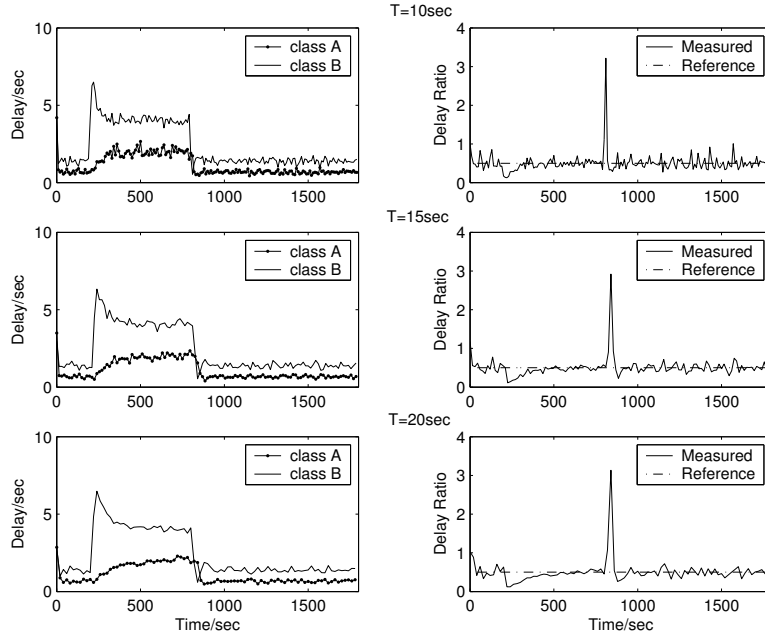 T=10sec
10
5
0
Delay/sec
class A
class B
0 500 1000 1500
4
3
2
1
0
Delay Ratio
Measured
Reference
0 500 1000 1500
T=15sec
10
5
0
Delay/sec
class A
class B
0 500 1000 1500
4
3
2
1
0
Delay Ratio
Measured
Reference
0 500 1000 1500
T=20sec
10
5
0
Delay/sec
class A
class B
0 500 1000 1500
Time/sec
4
3
2
1
0
Delay Ratio
Measured
Reference
0 500 1000 1500
Time/sec